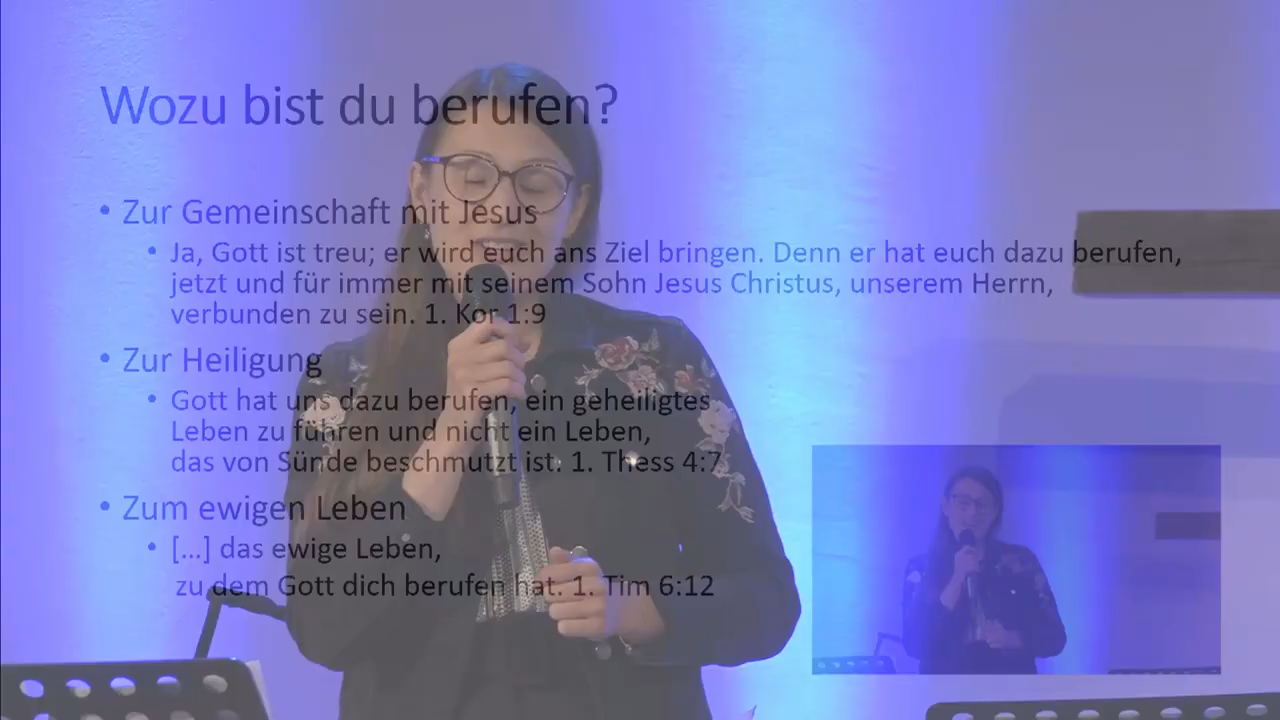 Wozu bist du berufen?
• Zur Gemeinschaft mit Jesus
• Ja, Gott ist treu; er wird euch ans Ziel bringen. Denn er hat euch dazu berufen,
jetzt und für immer mit seinem Sohn Jesus Christus, unserem Herrn,
verbunden zu sein. 1. Kor 1:9
• Zur Heiligung
• Gott hat uns dazu berufen, ein geheiligtes
Leben zu führen und nicht ein Leben,
das von Sünde beschmutzt ist. 1. Thess 4:7
• Zum ewigen Leben
• [...] das ewige Leben,
zu dem Gott dich berufen hat. 1. Tim 6:12